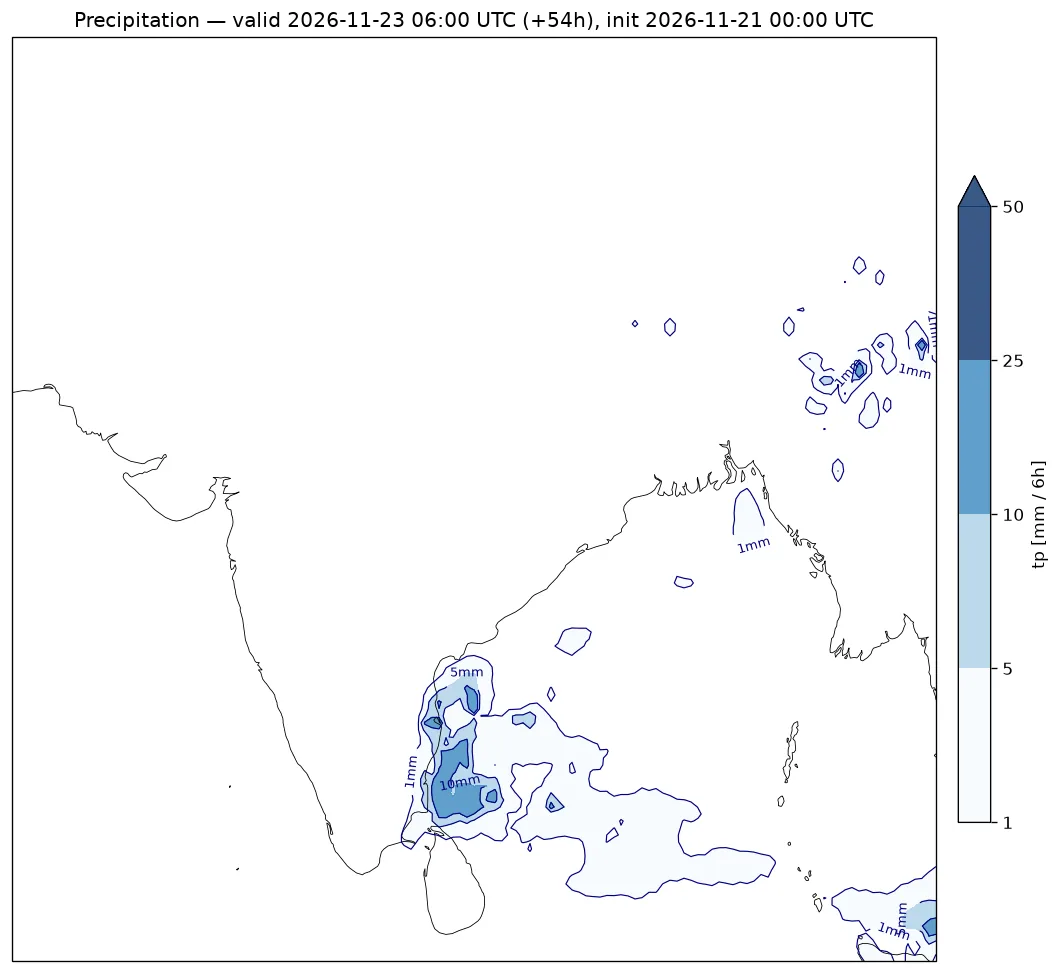 Precipitation — valid 2026-11-23 06:00 UTC (+54h), init 2026-11-21 00:00 UTC
50
25
10
5
1
tp [mm / 6h]
1mm
1mm
1mm
1mm
5mm
1mm
10mm
1mm